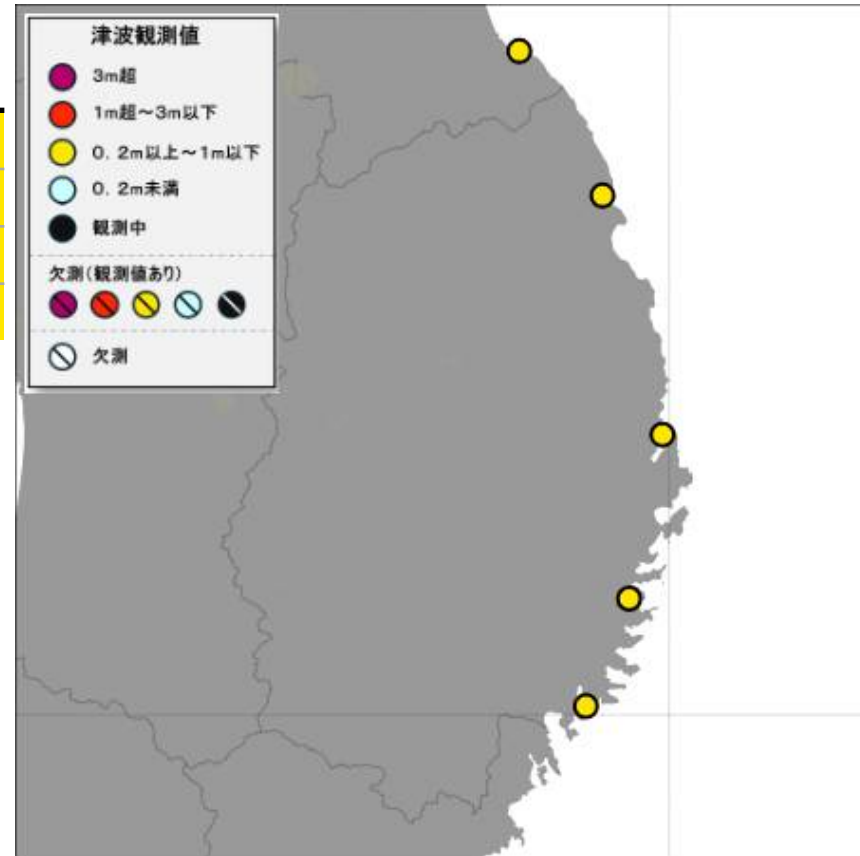 津波観測値
3m超
1m超～3m以下
0．2m以上～1m以下
0．2m未満
観測中
欠測(観測値あり)
欠測